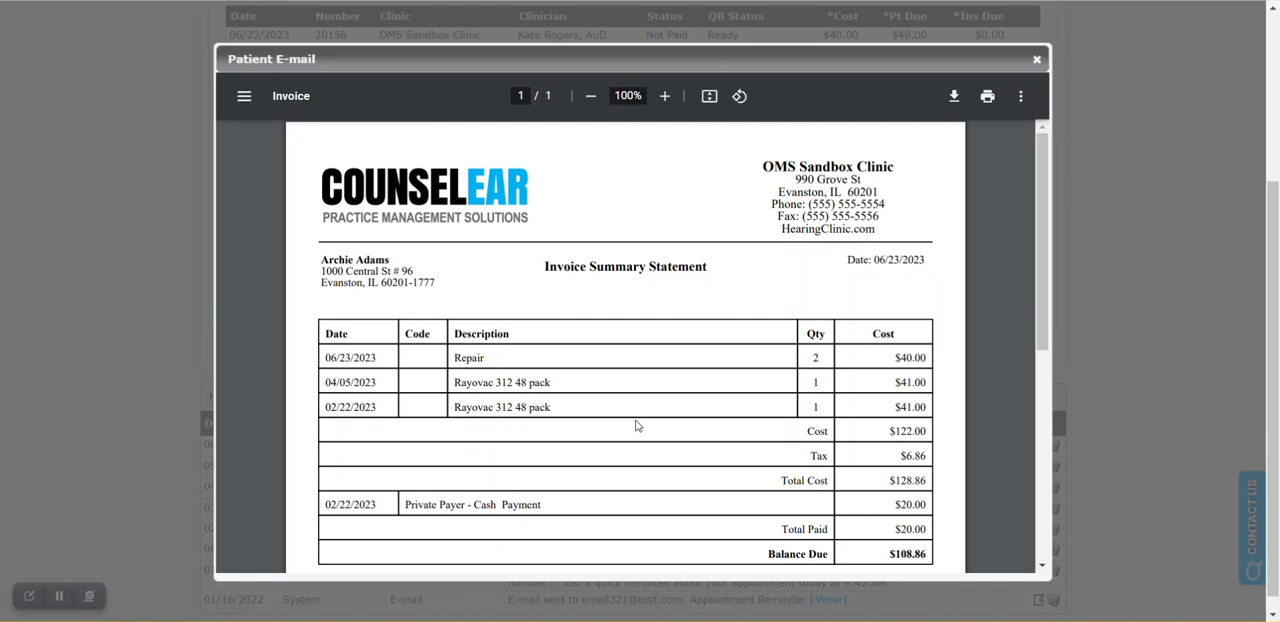 Date Number Clinic Clinician Status QB Status *Cost *Pt Due *Ins Due
06/23/2023 20156 OMS Sandbox Clinic Kate Rogers, AuD Not Paid Ready $40.00 $40.00 $0.00
Patient E-mail
Invoice 1 / 1 100%
COUNSELEAR
PRACTICE MANAGEMENT SOLUTIONS
OMS Sandbox Clinic
990 Grove St
Evanston, IL 60201
Phone: (555) 555-5554
Fax: (555) 555-5556
HearingClinic.com
Archie Adams
1000 Central St # 96
Evanston, IL 60201-1777
Invoice Summary Statement
Date: 06/23/2023
Date Code Description Qty Cost
06/23/2023 Repair 2 $40.00
04/05/2023 Rayovac 312 48 pack 1 $41.00
02/22/2023 Rayovac 312 48 pack 1 $41.00
Cost $122.00
Tax $6.86
Total Cost $128.86
02/22/2023 Private Payer - Cash Payment $20.00
Total Paid $20.00
Balance Due $108.86
number). Just a quick reminder about your appointment today at 9:45 AM.
01/16/2022 System E-mail E-mail sent to email321@test.com: Appointment Reminder [View]
CONTACT US